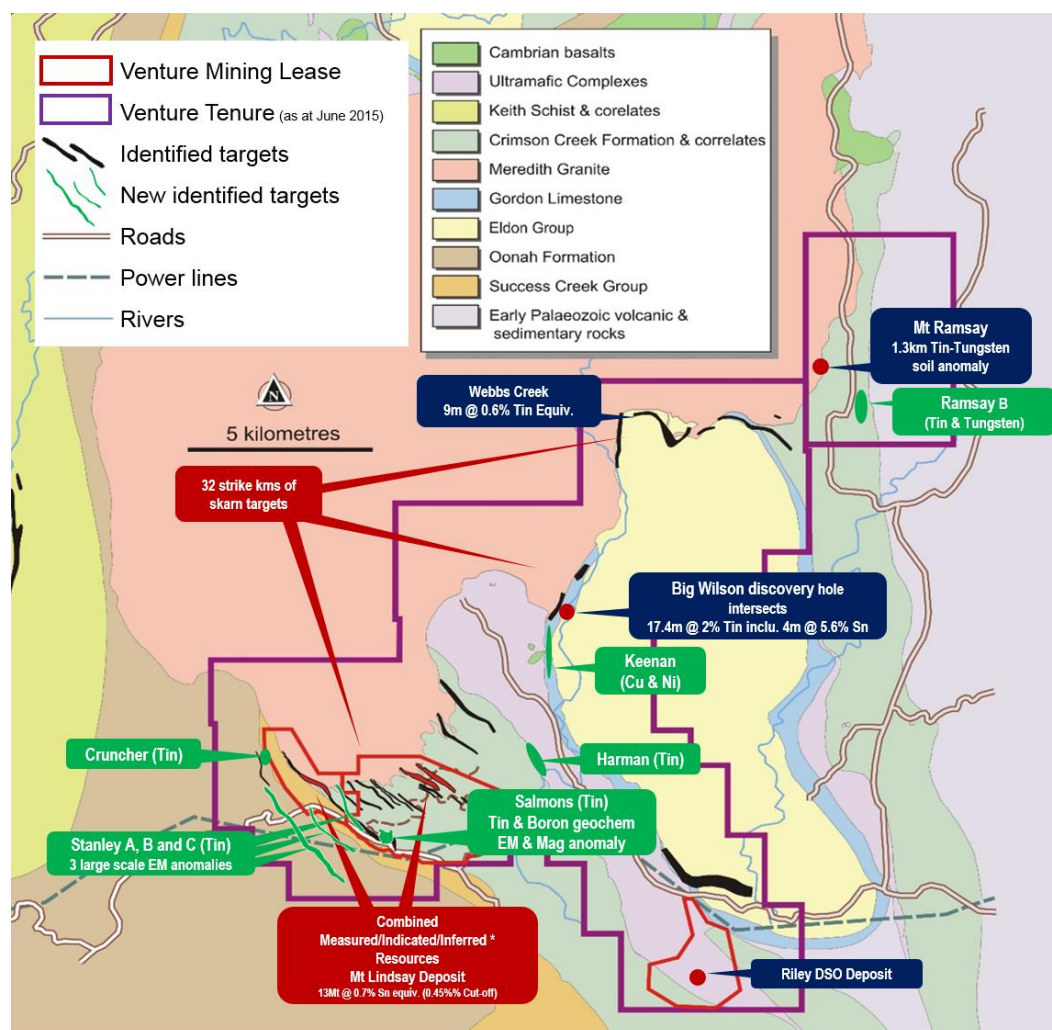 Venture Mining Lease
Venture Tenure (as at June 2015)
Identified targets
New identified targets
Roads
Power lines
Rivers
Cambrian basalts
Ultramafic Complexes
Keith Schist & corelates
Crimson Creek Formation & correlates
Meredith Granite
Gordon Limestone
Eldon Group
Oonah Formation
Success Creek Group
Early Palaeozoic volcanic &
sedimentary rocks
N
5 kilometres
Mt Ramsay
1.3km Tin-Tungsten
soil anomaly
Ramsay B
(Tin & Tungsten)
Webbs Creek
9m @ 0.6% Tin Equiv.
32 strike kms of
skarn targets
Big Wilson discovery hole
intersects
17.4m @ 2% Tin inclu. 4m @ 5.6% Sn
Keenan
(Cu & Ni)
Cruncher (Tin)
Harman (Tin)
Salmons (Tin)
Tin & Boron geochem
EM & Mag anomaly
Stanley A, B and C (Tin)
3 large scale EM anomalies
Combined
Measured/Indicated/Inferred *
Resources
Mt Lindsay Deposit
13Mt @ 0.7% Sn equiv. (0.45%% Cut-off)
Riley DSO Deposit